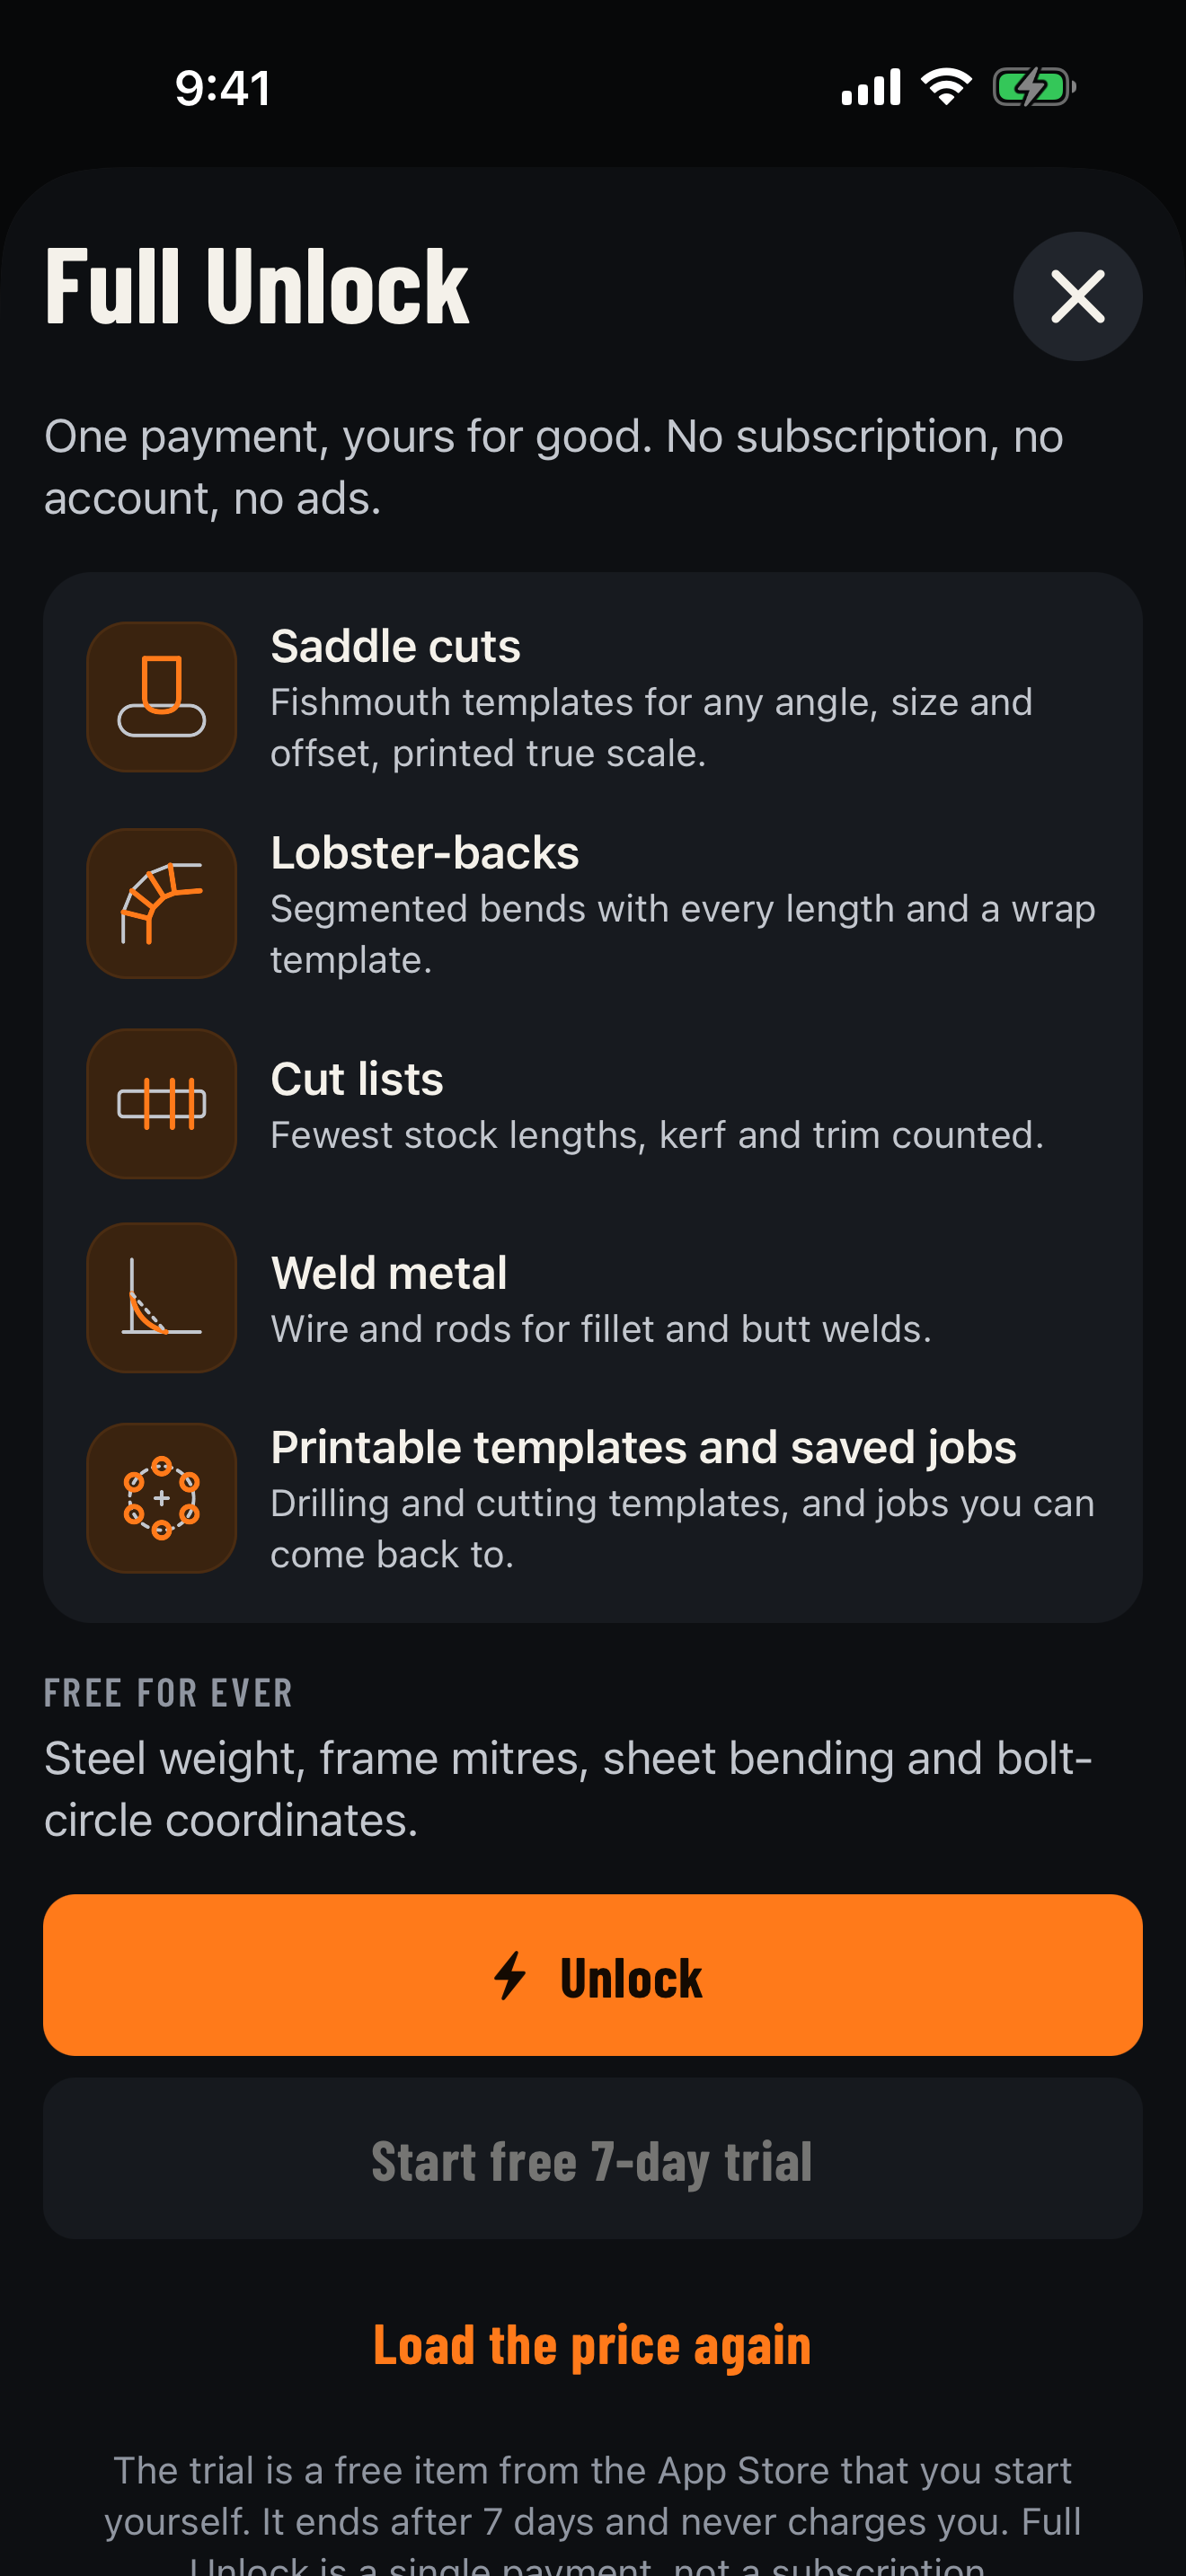 9:41
Full Unlock
One payment, yours for good. No subscription, no
account, no ads.
Saddle cuts
Fishmouth templates for any angle, size and
offset, printed true scale.
Lobster-backs
Segmented bends with every length and a wrap
template.
Cut lists
Fewest stock lengths, kerf and trim counted.
Weld metal
Wire and rods for fillet and butt welds.
Printable templates and saved jobs
Drilling and cutting templates, and jobs you can
come back to.
FREE FOR EVER
Steel weight, frame mitres, sheet bending and bolt-
circle coordinates.
Unlock
Start free 7-day trial
Load the price again
The trial is a free item from the App Store that you start
yourself. It ends after 7 days and never charges you. Full
Unlock is a single payment, not a subscription